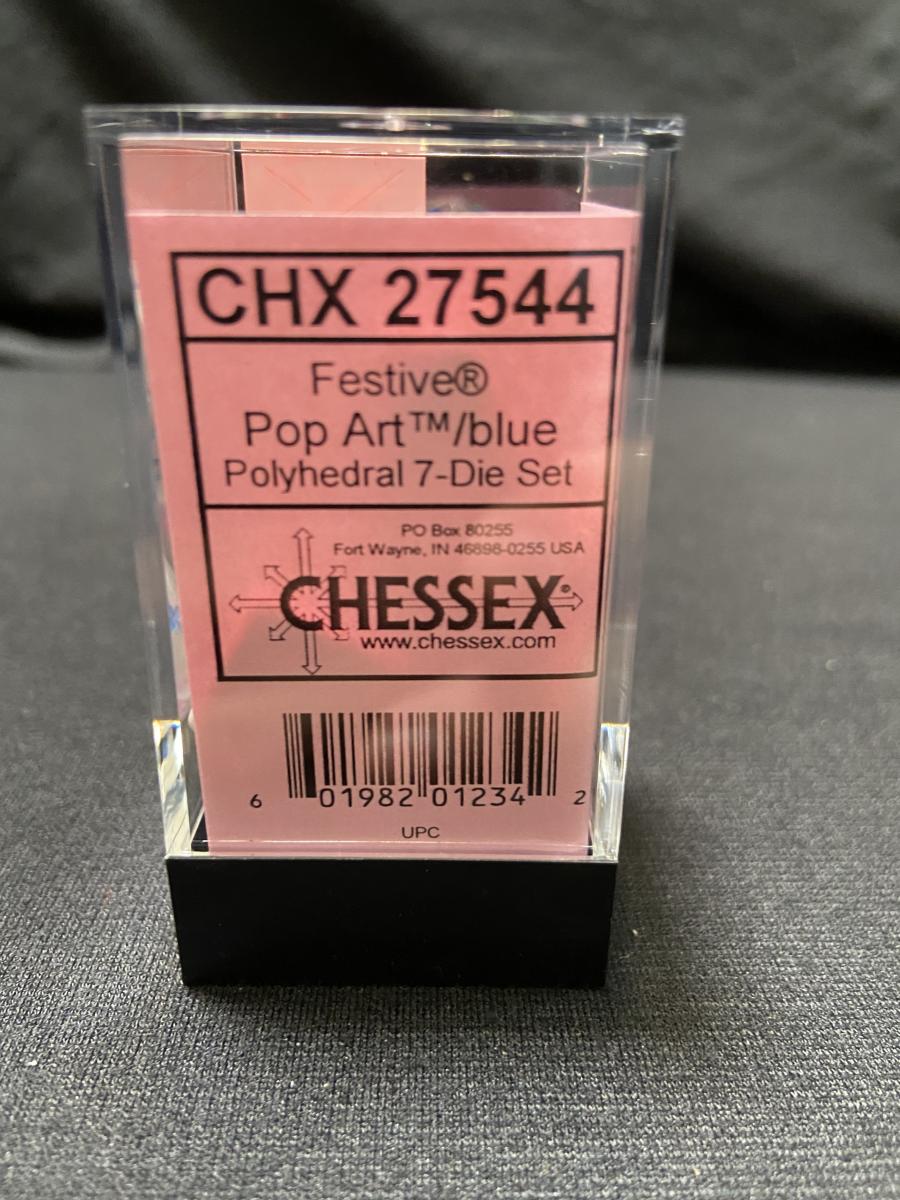 CHX 27544
Festive®
Pop Art™/blue
Polyhedral 7-Die Set
PO Box 80255
Fort Wayne, IN 46898-0255 USA
CHESSEX®
www.chessex.com
6 01982 01234 2
UPC